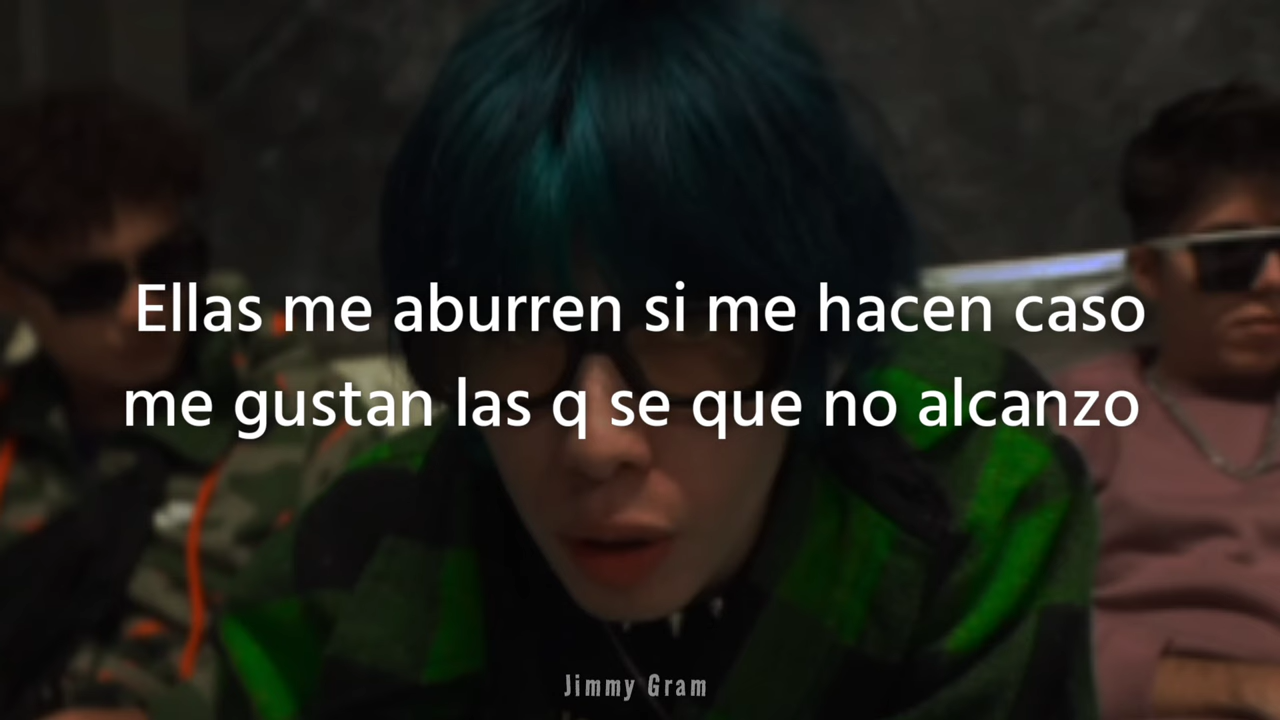 Ellas me aburren si me hacen caso
me gustan las q se que no alcanzo
Jimmy Gram